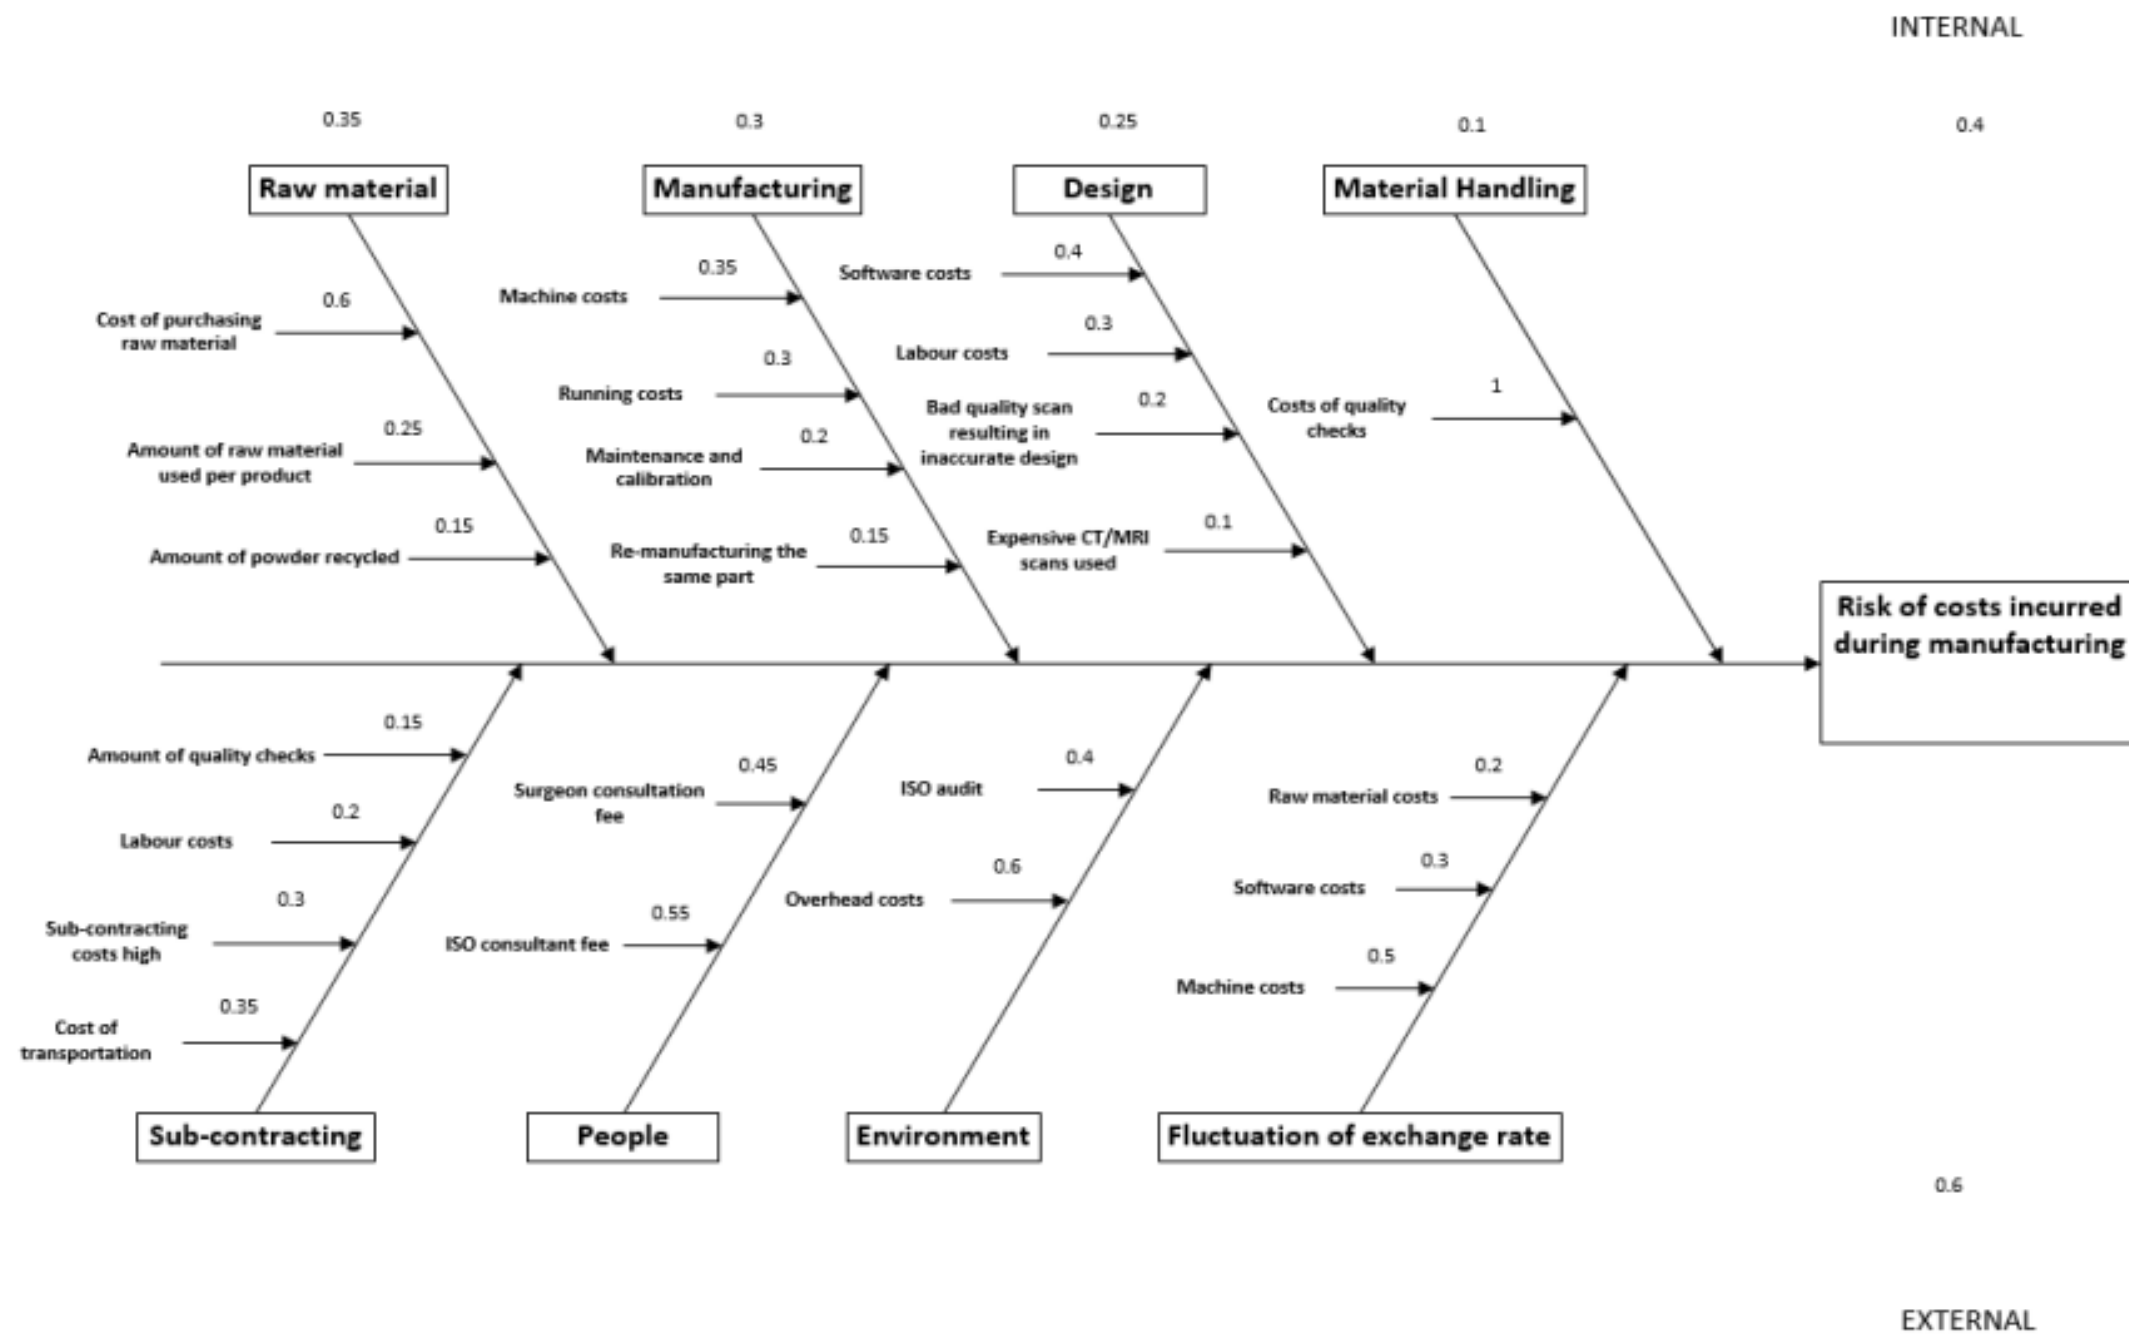 INTERNAL
0.35
0.3
0.25
0.1
0.4
Raw material
Manufacturing
Design
Material Handling
0.6
Cost of purchasing
raw material
0.25
Amount of raw material
used per product
0.15
Amount of powder recycled
0.35
Machine costs
0.3
Running costs
0.2
Maintenance and
calibration
0.15
Re-manufacturing the
same part
0.4
Software costs
0.3
Labour costs
0.2
Bad quality scan
resulting in
inaccurate design
0.1
Expensive CT/MRI
scans used
1
Costs of quality
checks
Risk of costs incurred
during manufacturing
0.15
Amount of quality checks
0.2
Labour costs
0.3
Sub-contracting
costs high
0.35
Cost of
transportation
0.45
Surgeon consultation
fee
0.55
ISO consultant fee
0.4
ISO audit
0.6
Overhead costs
0.2
Raw material costs
0.3
Software costs
0.5
Machine costs
Sub-contracting
People
Environment
Fluctuation of exchange rate
0.6
EXTERNAL